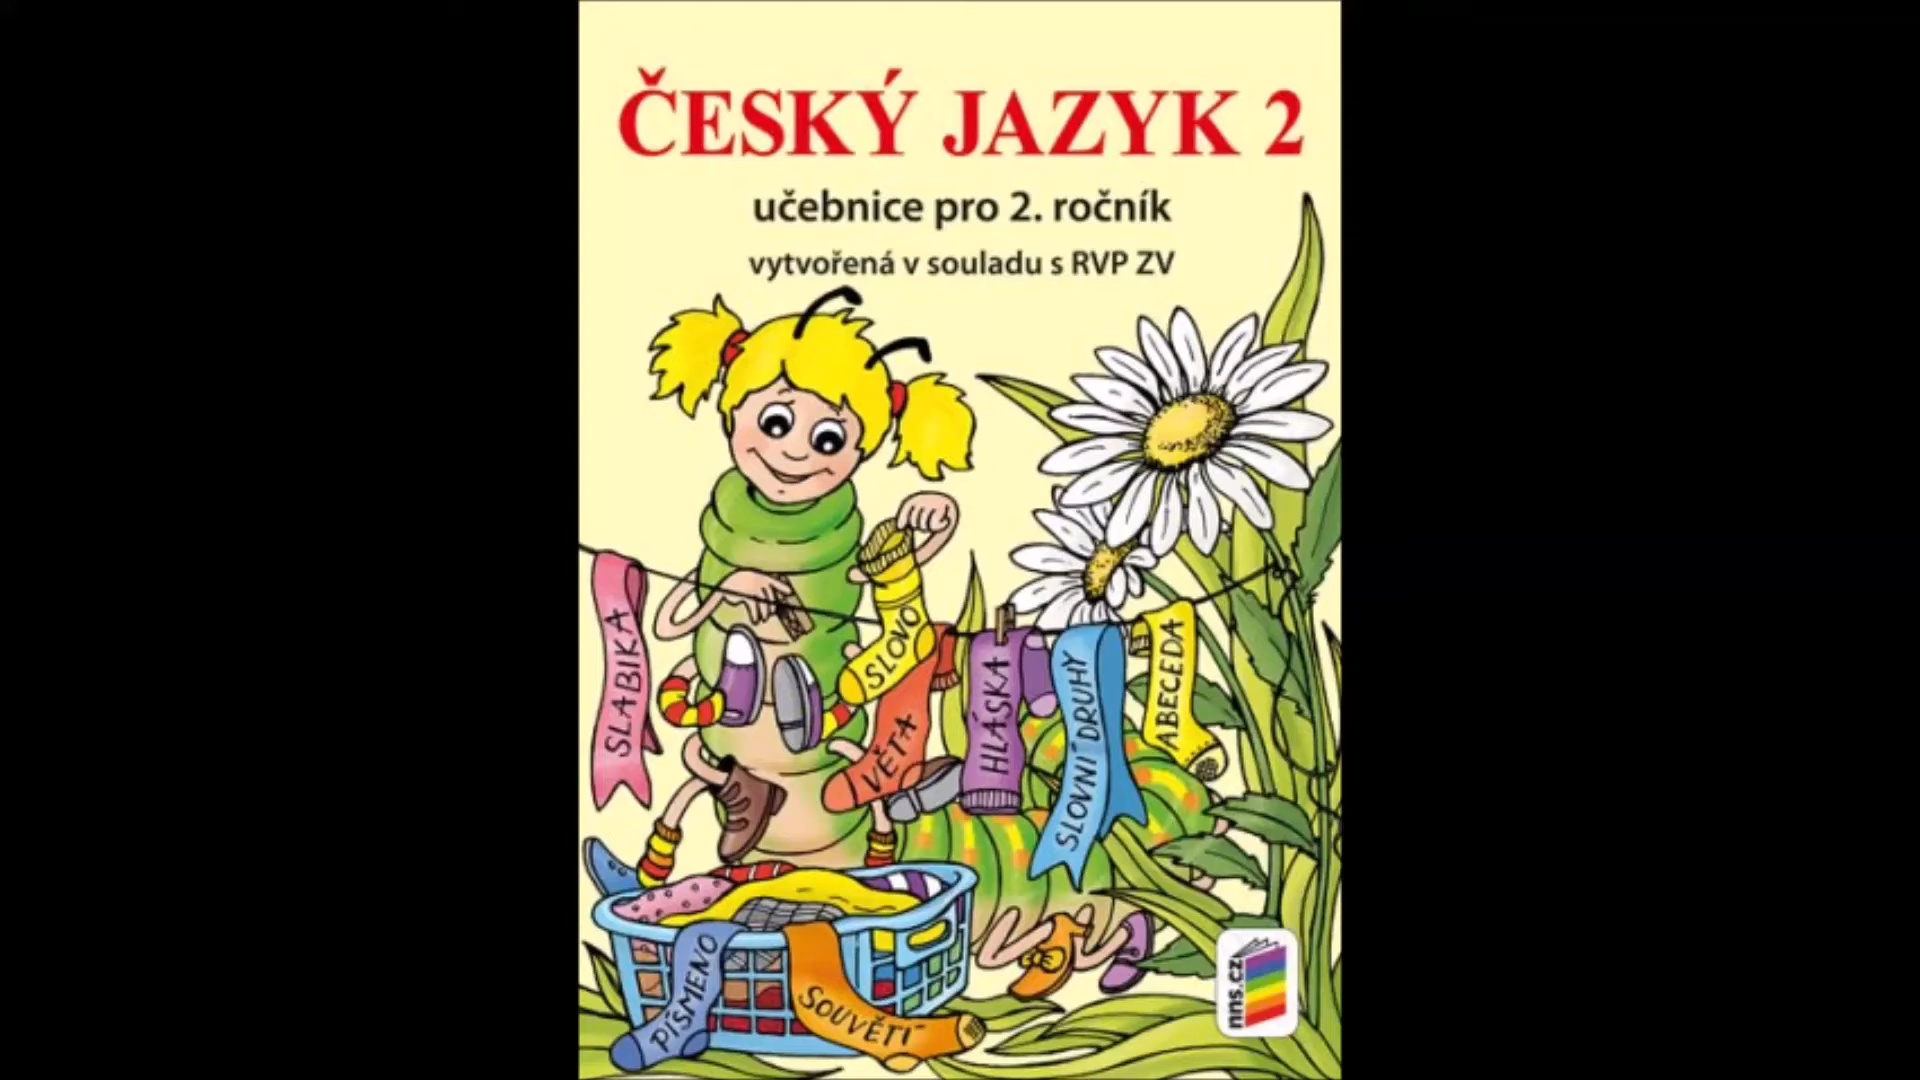 ČESKÝ JAZYK 2
učebnice pro 2. ročník
vytvořená v souladu s RVP ZV
SLABIKA
SLOVO
VĚTA
HLÁSKA
SLOVNÍ DRUHY
ABECEDA
PÍSMENO
SOUVĚTÍ
nns.cz